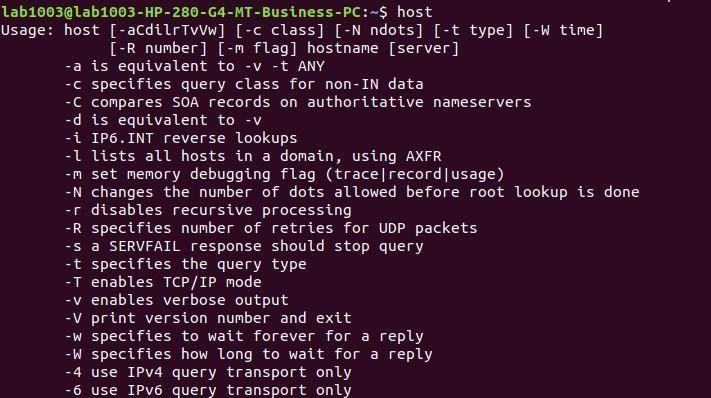 lab1003@lab1003-HP-280-G4-MT-Business-PC:~$ host
Usage: host [-aCdilrTvVw] [-c class] [-N ndots] [-t type] [-W time]
            [-R number] [-m flag] hostname [server]
       -a is equivalent to -v -t ANY
       -c specifies query class for non-IN data
       -C compares SOA records on authoritative nameservers
       -d is equivalent to -v
       -i IP6.INT reverse lookups
       -l lists all hosts in a domain, using AXFR
       -m set memory debugging flag (trace|record|usage)
       -N changes the number of dots allowed before root lookup is done
       -r disables recursive processing
       -R specifies number of retries for UDP packets
       -s a SERVFAIL response should stop query
       -t specifies the query type
       -T enables TCP/IP mode
       -v enables verbose output
       -V print version number and exit
       -w specifies to wait forever for a reply
       -W specifies how long to wait for a reply
       -4 use IPv4 query transport only
       -6 use IPv6 query transport only